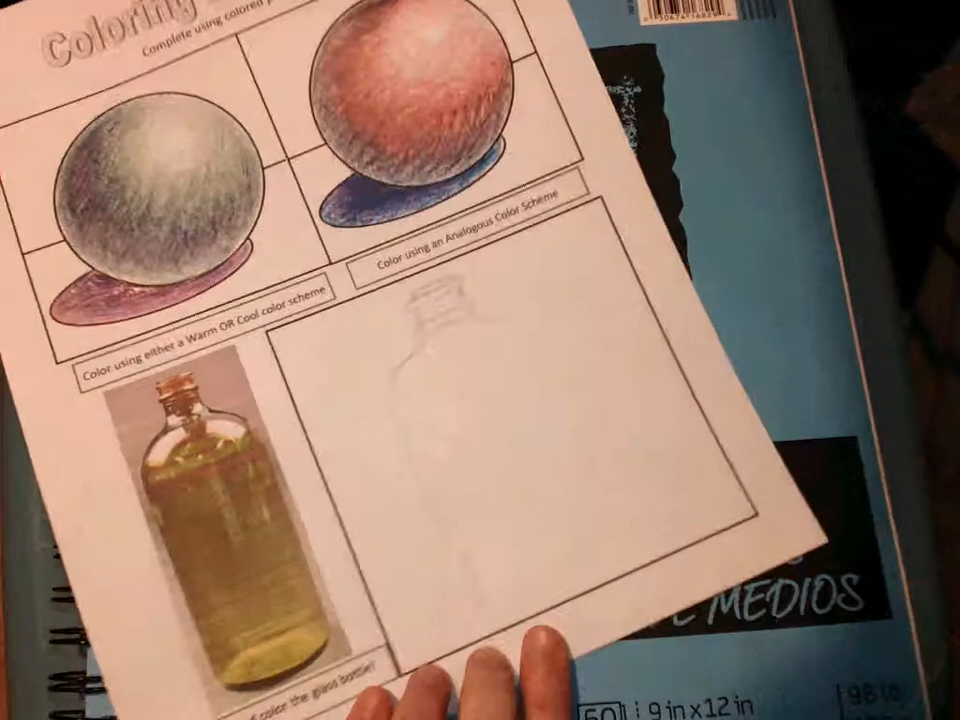 Coloring
Complete using colored
Color using an Analogous Color Scheme
Color using either a Warm OR Cool color scheme
color the glass bottle!
MEDIOS
50
9 in x 12 in